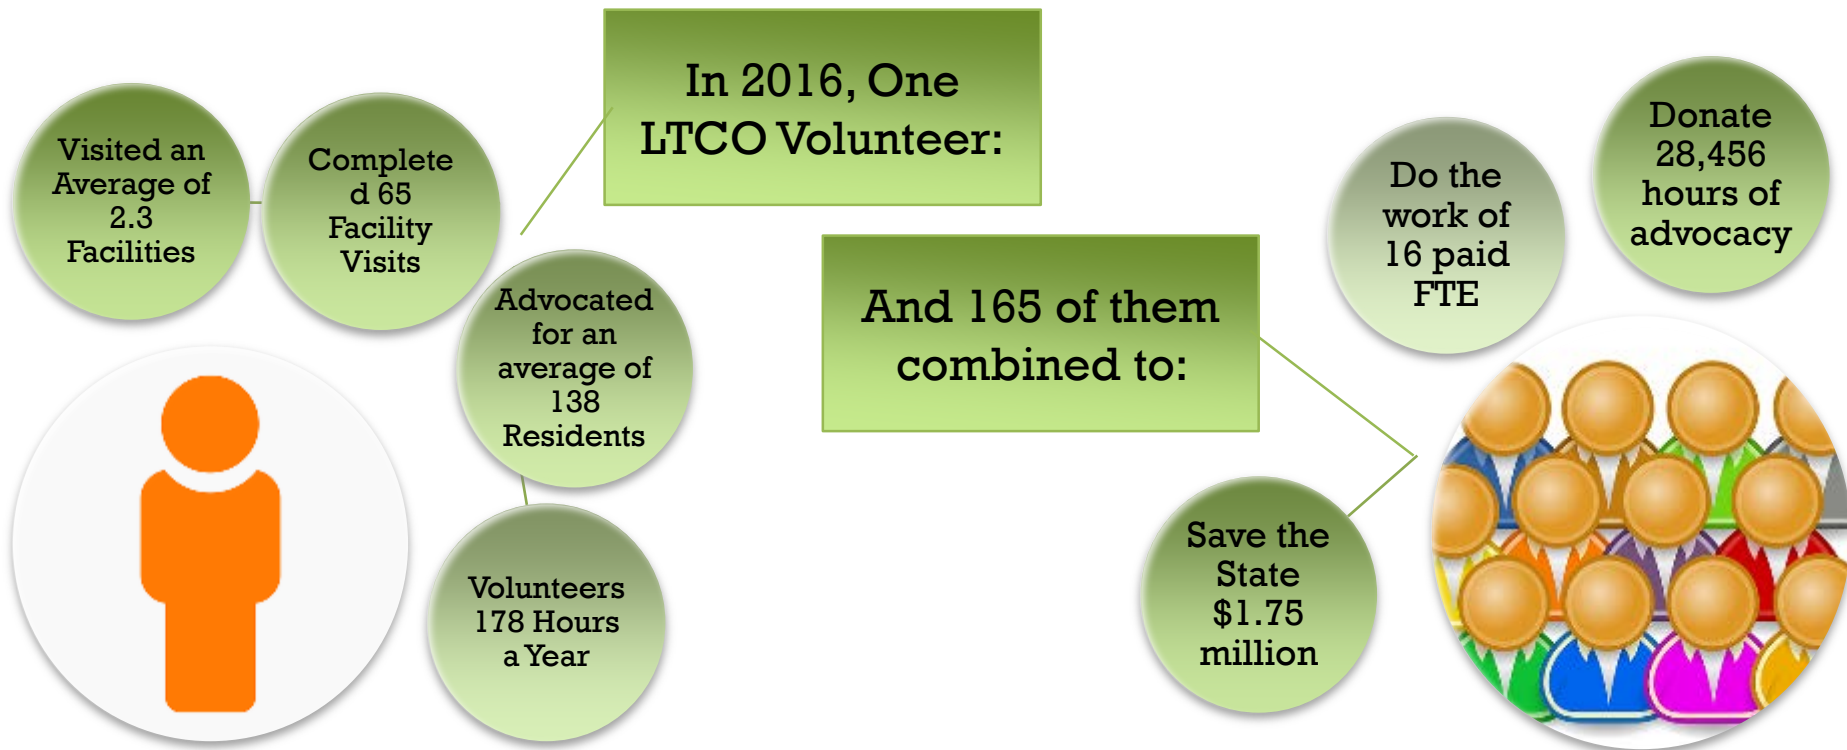 In 2016, One
LTCO Volunteer:
Visited an
Average of
2.3
Facilities
Complete
d 65
Facility
Visits
Advocated
for an
average of
138
Residents
Volunteers
178 Hours
a Year
And 165 of them
combined to:
Do the
work of
16 paid
FTE
Donate
28,456
hours of
advocacy
Save the
State
$1.75
million